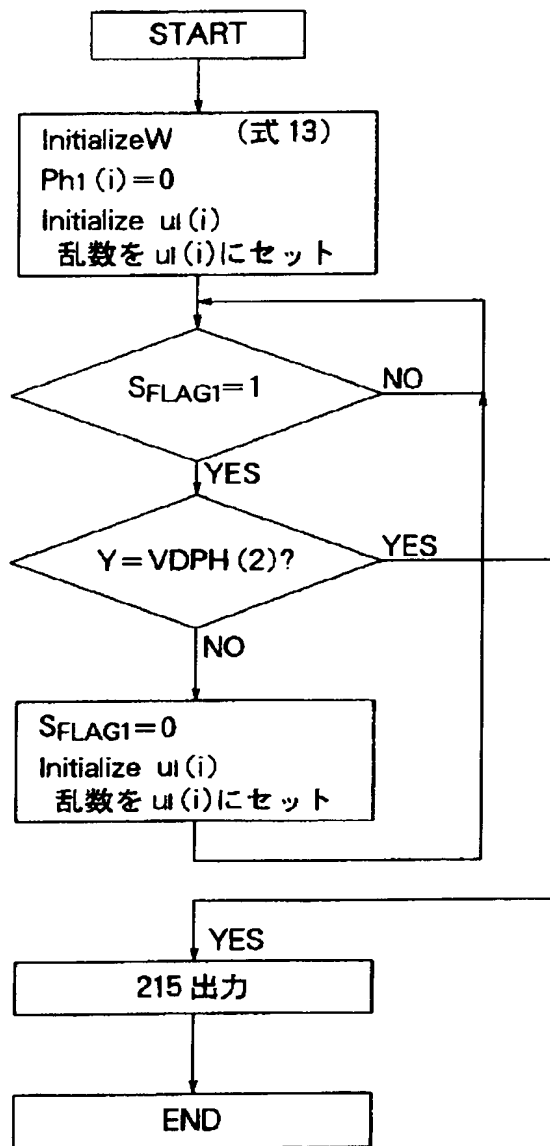 START
InitializeW (式 13)
Ph1 (i)=0
Initialize uI(i)
乱数を uI(i)にセット
SFLAG1=1
NO
YES
Y=VDPH (2)?
YES
NO
SFLAG1=0
Initialize uI(i)
乱数を uI(i)にセット
YES
215 出力
END